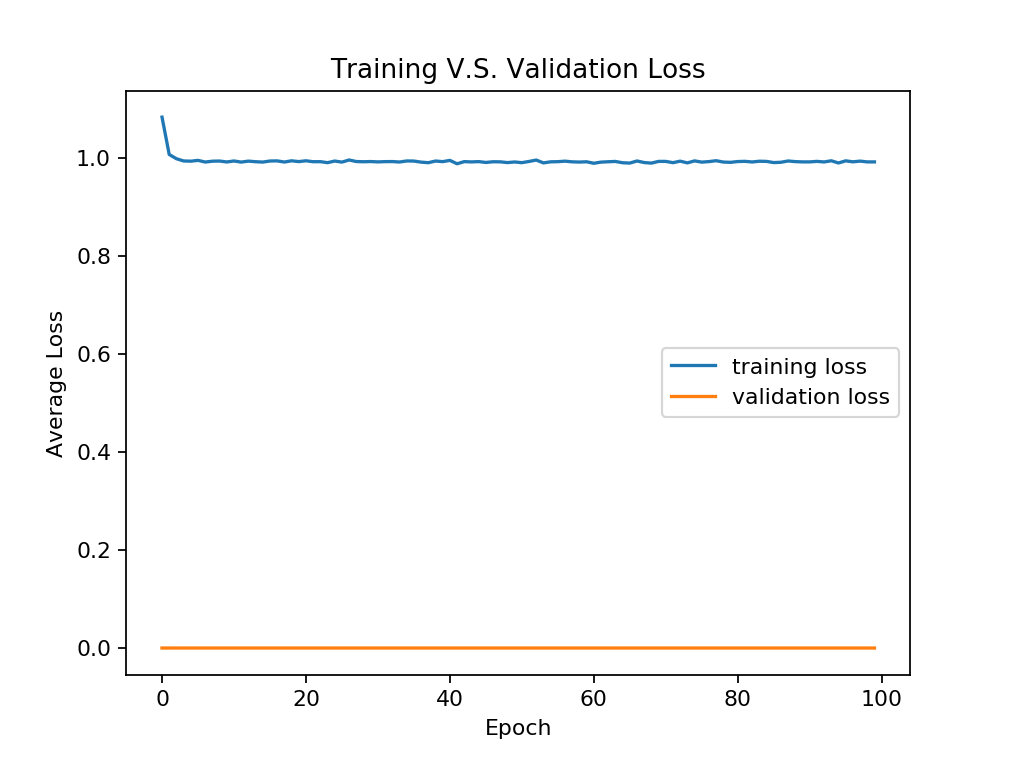 Training V.S. Validation Loss
1.0
0.8
0.6
0.4
0.2
0.0
Average Loss
training loss
validation loss
0 20 40 60 80 100
Epoch